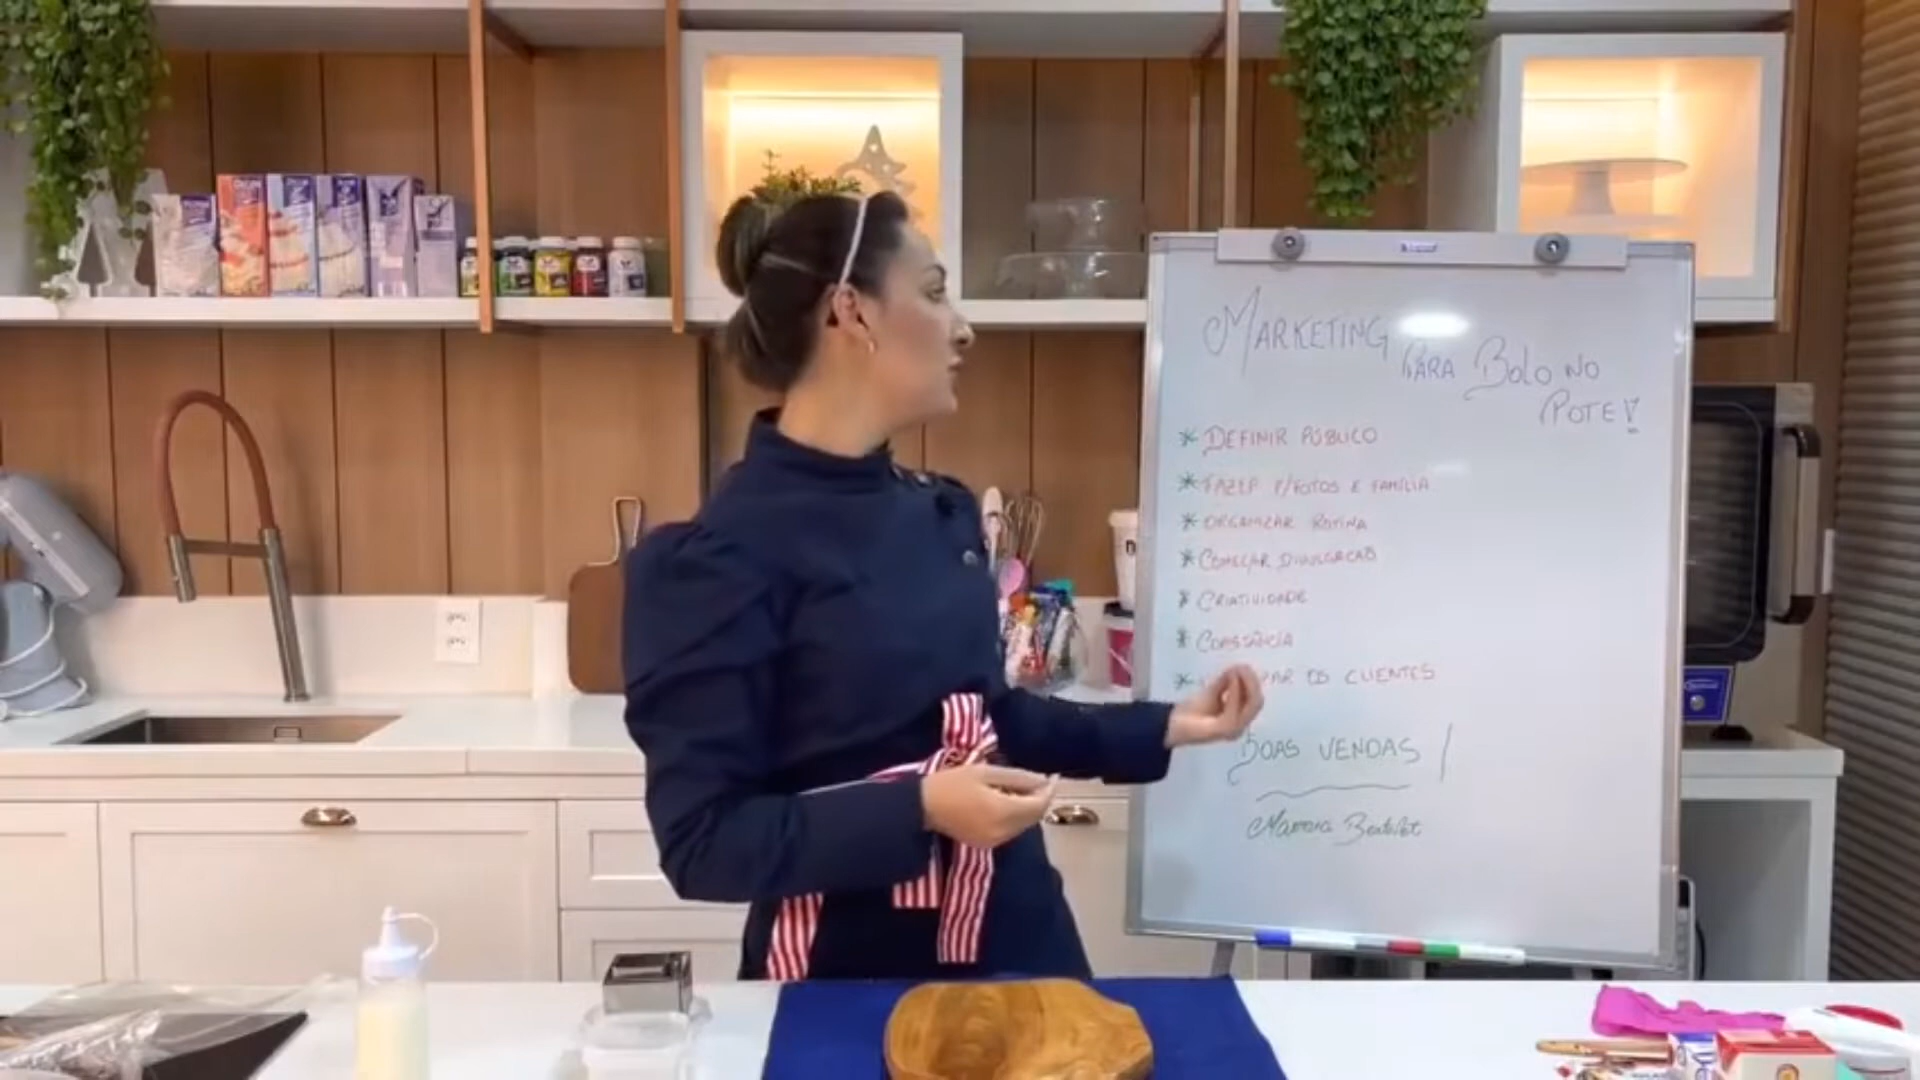 MARKETING
PARA BOLO NO
POTE!
* DEFINIR PÚBLICO
* FAZER P/FOTOS E FAMÍLIA
* ORGANIZAR ROTINA
* COMEÇAR DIVULGAÇÃO
* CRIATIVIDADE
* CONSTÂNCIA
* OS CLIENTES
BOAS VENDAS!